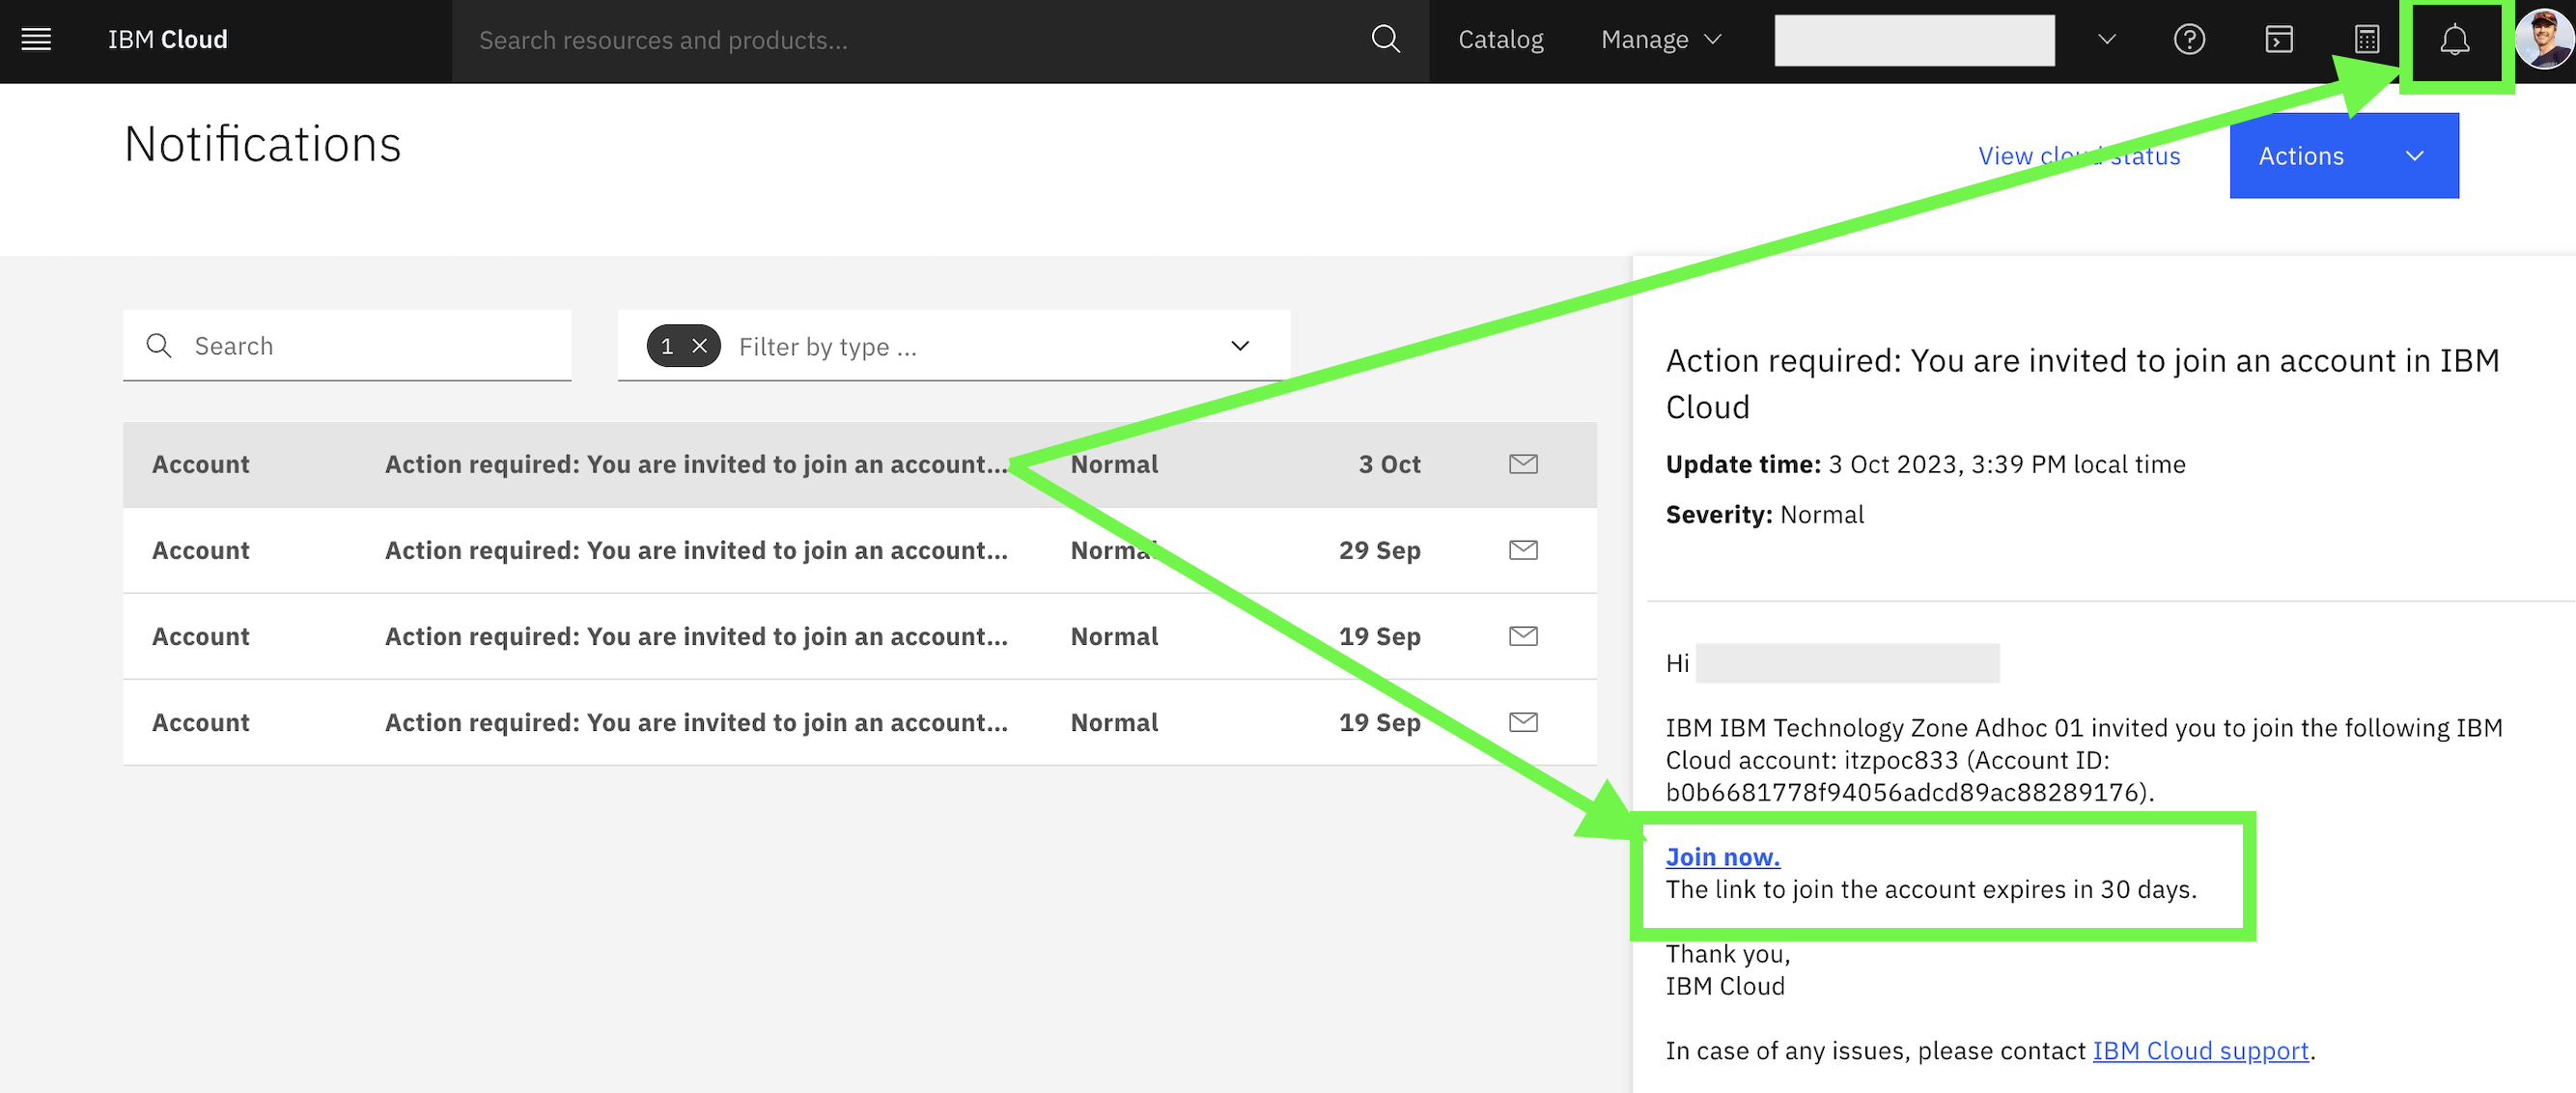 IBM Cloud
Search resources and products...
Catalog
Manage
Notifications
View cloud status
Actions
Search
1
Filter by type ...
Account Action required: You are invited to join an account... Normal 3 Oct
Account Action required: You are invited to join an account... Normal 29 Sep
Account Action required: You are invited to join an account... Normal 19 Sep
Account Action required: You are invited to join an account... Normal 19 Sep
Action required: You are invited to join an account in IBM
Cloud
Update time: 3 Oct 2023, 3:39 PM local time
Severity: Normal
Hi
IBM IBM Technology Zone Adhoc 01 invited you to join the following IBM
Cloud account: itzpoc833 (Account ID:
b0b6681778f94056adcd89ac88289176).
Join now.
The link to join the account expires in 30 days.
Thank you,
IBM Cloud
In case of any issues, please contact IBM Cloud support.